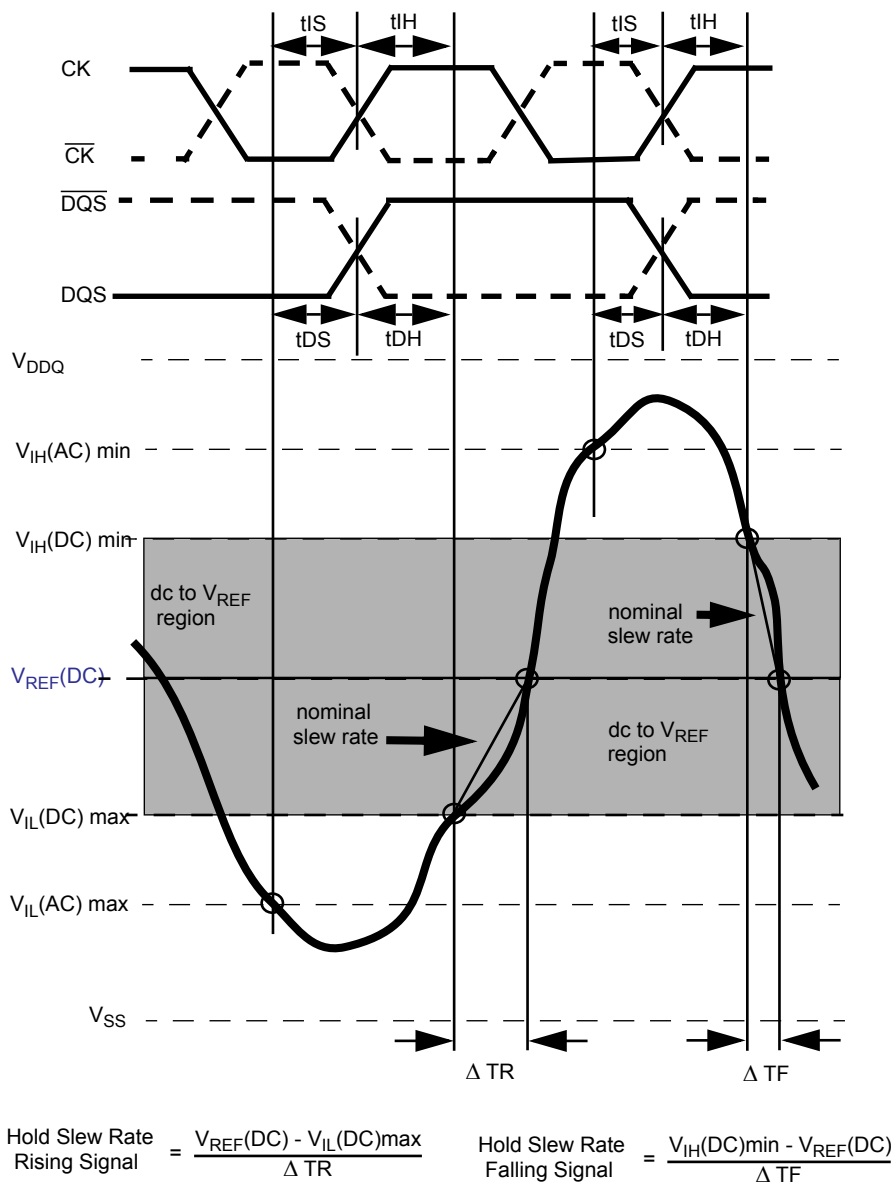 tIS tIH tIS tIH
CK
CK
DQS
DQS
tDS tDH tDS tDH
VDDQ
VIH(AC) min
VIH(DC) min
dc to VREF
region
nominal
slew rate
VREF(DC)
nominal
slew rate
dc to VREF
region
VIL(DC) max
VIL(AC) max
VSS
Δ TR Δ TF
Hold Slew Rate
Rising Signal
= VREF(DC) - VIL(DC)max
Δ TR
Hold Slew Rate
Falling Signal
= VIH(DC)min - VREF(DC)
Δ TF